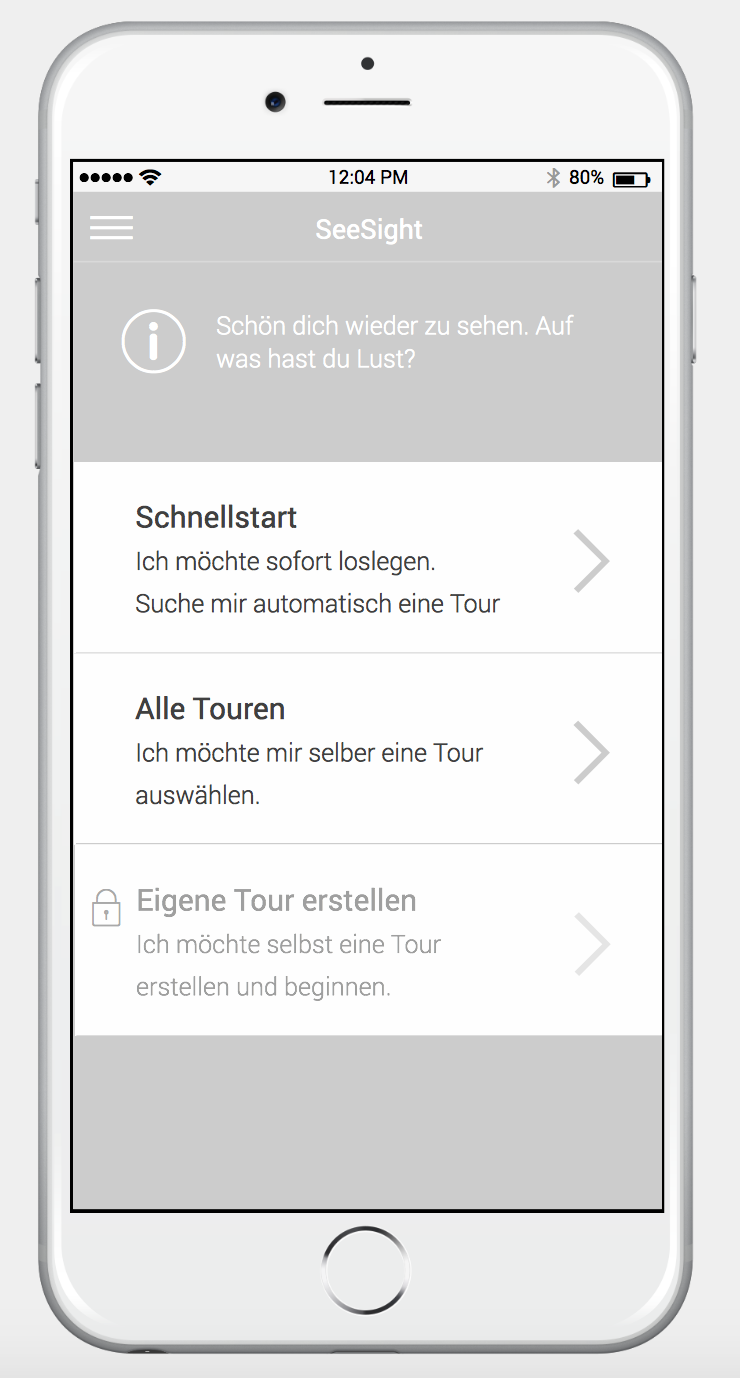 12:04 PM 80%
SeeSight
Schön dich wieder zu sehen. Auf
was hast du Lust?
Schnellstart
Ich möchte sofort loslegen.
Suche mir automatisch eine Tour
Alle Touren
Ich möchte mir selber eine Tour
auswählen.
Eigene Tour erstellen
Ich möchte selbst eine Tour
erstellen und beginnen.